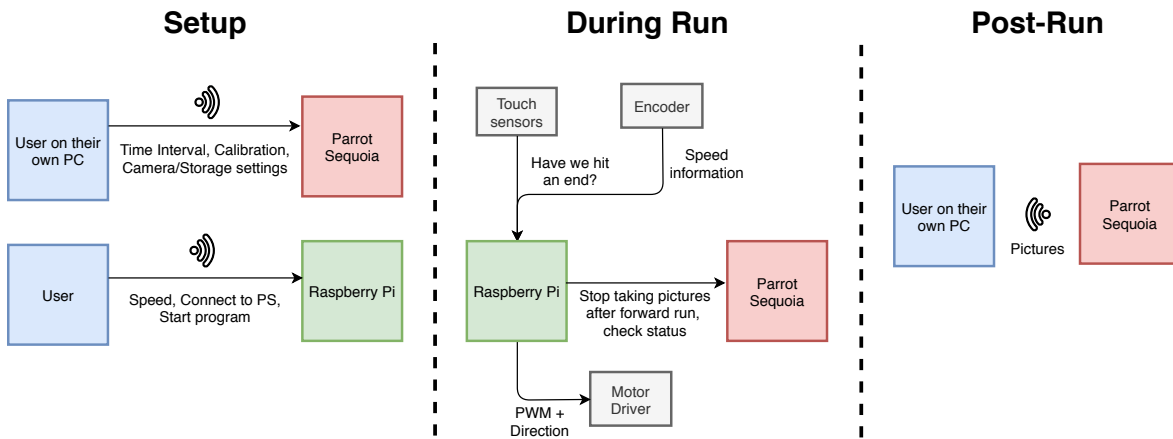 Setup
During Run
Post-Run
User on their
own PC
Time Interval, Calibration,
Camera/Storage settings
Parrot
Sequoia
User
Speed, Connect to PS,
Start program
Raspberry Pi
Touch
sensors
Encoder
Have we hit
an end?
Speed
information
Raspberry Pi
Stop taking pictures
after forward run,
check status
Parrot
Sequoia
PWM +
Direction
Motor
Driver
User on their
own PC
Pictures
Parrot
Sequoia